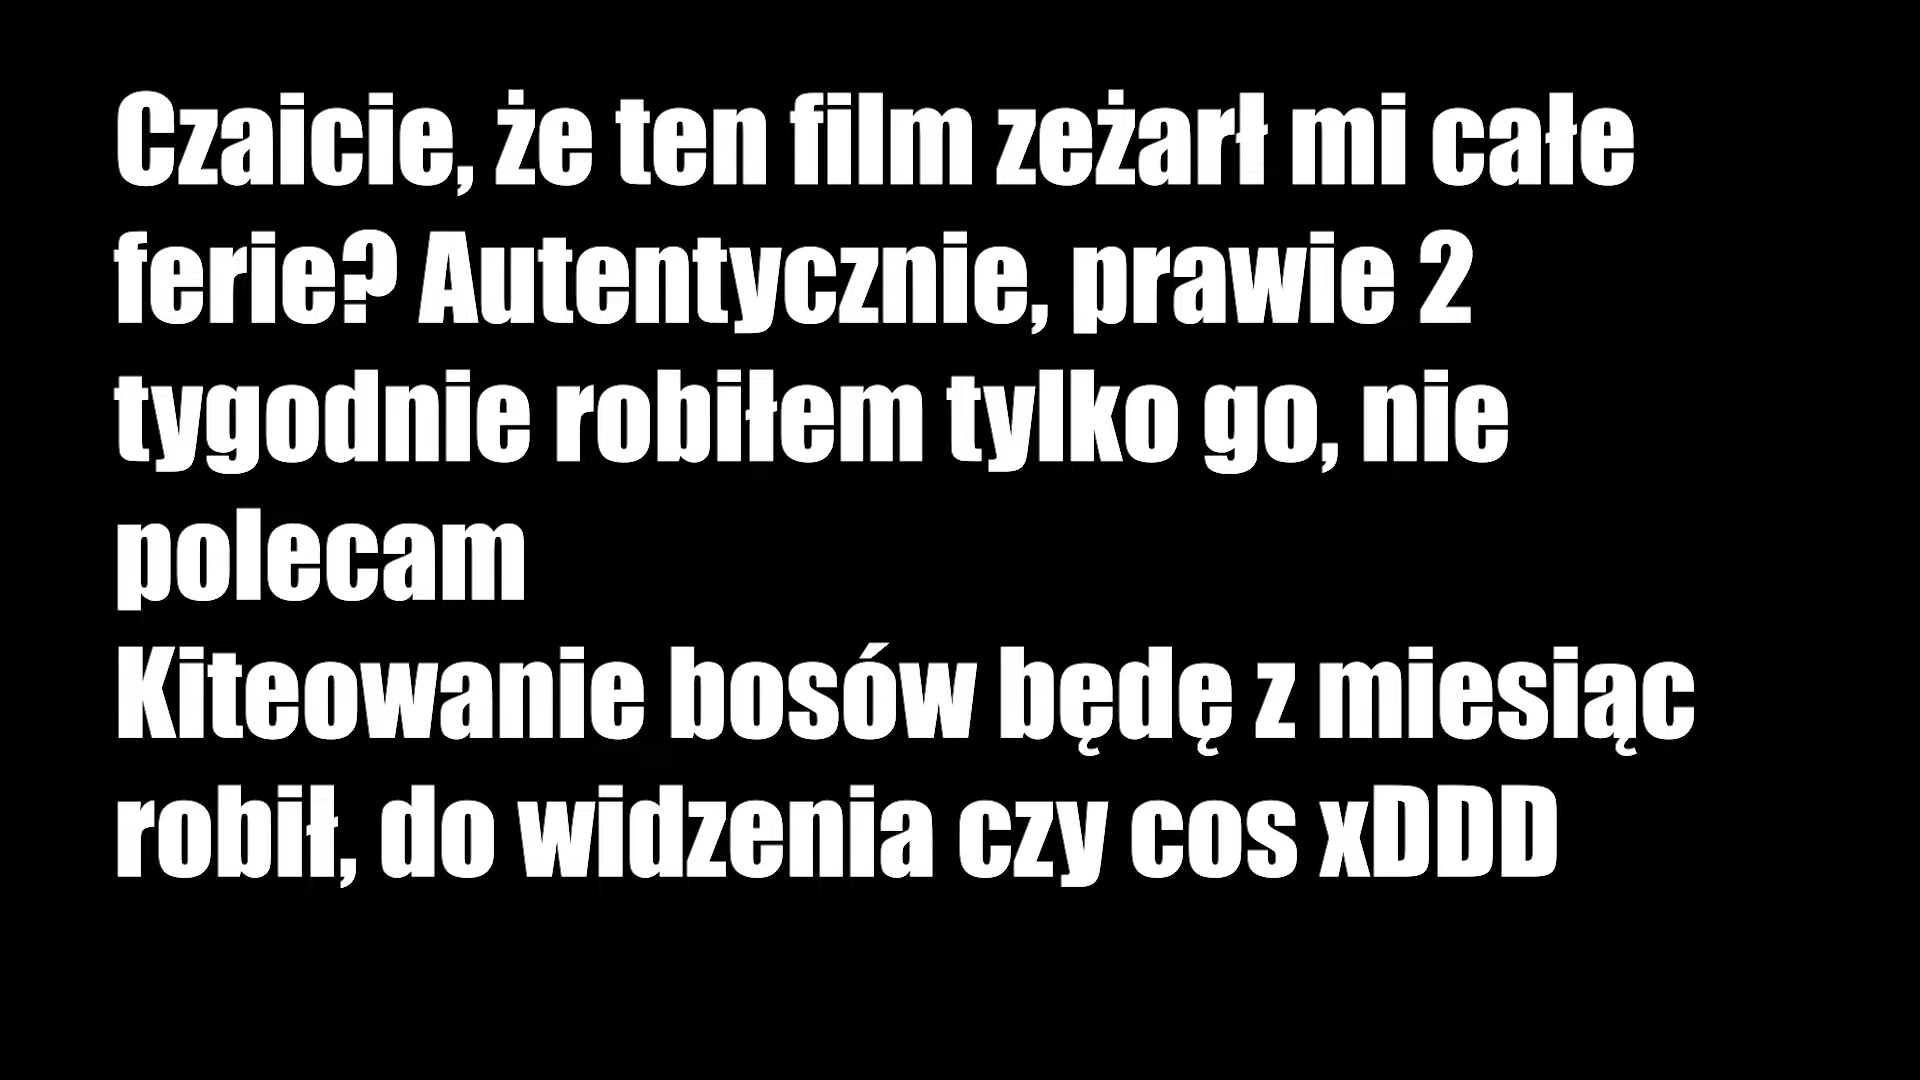 Czaicie, że ten film zeżarł mi całe
ferie? Autentycznie, prawie 2
tygodnie robiłem tylko go, nie
polecam
Kiteowanie bosów będę z miesiąc
robił, do widzenia czy cos xDDD